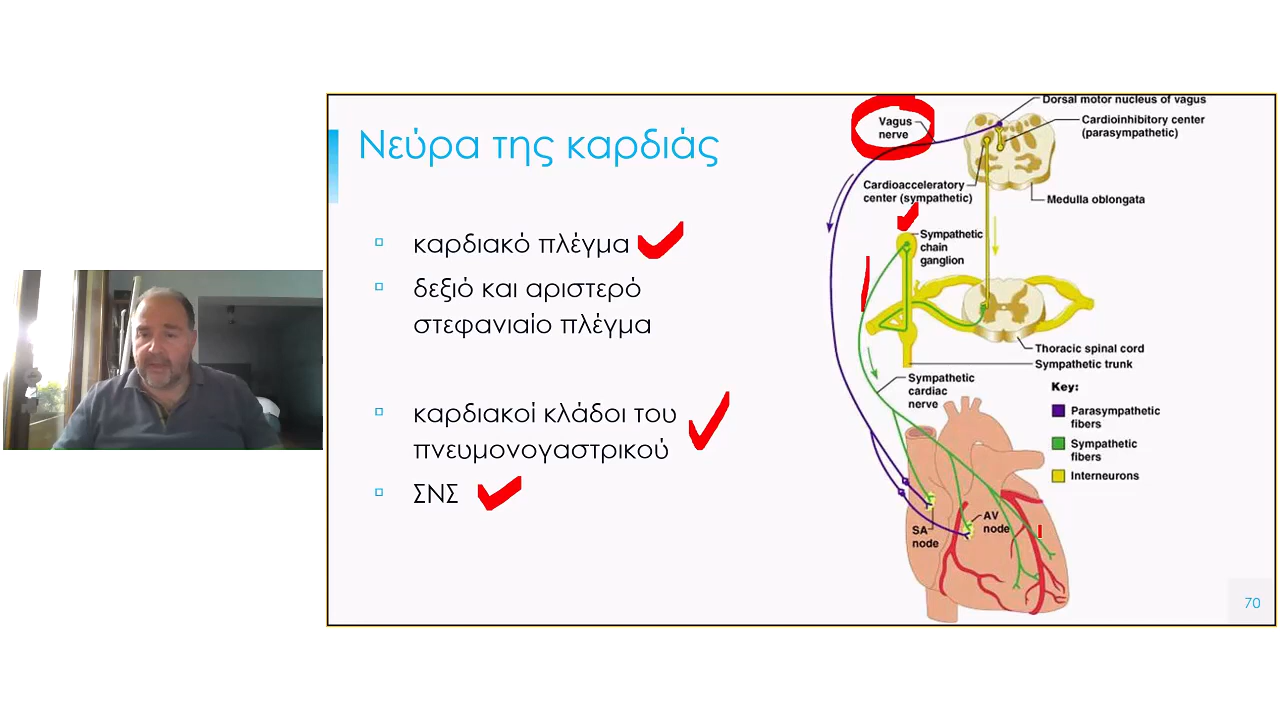 Νεύρα της καρδιάς
καρδιακό πλέγμα
δεξιό και αριστερό
στεφανιαίο πλέγμα
καρδιακοί κλάδοι του
πνευμονογαστρικού
ΣΝΣ
Dorsal motor nucleus of vagus
Vagus
nerve
Cardioinhibitory center
(parasympathetic)
Cardioacceleratory
center (sympathetic)
Medulla oblongata
Sympathetic
chain
ganglion
Thoracic spinal cord
Sympathetic trunk
Sympathetic
cardiac
nerve
Key:
Parasympathetic
fibers
Sympathetic
fibers
Interneurons
SA
node
AV
node
70